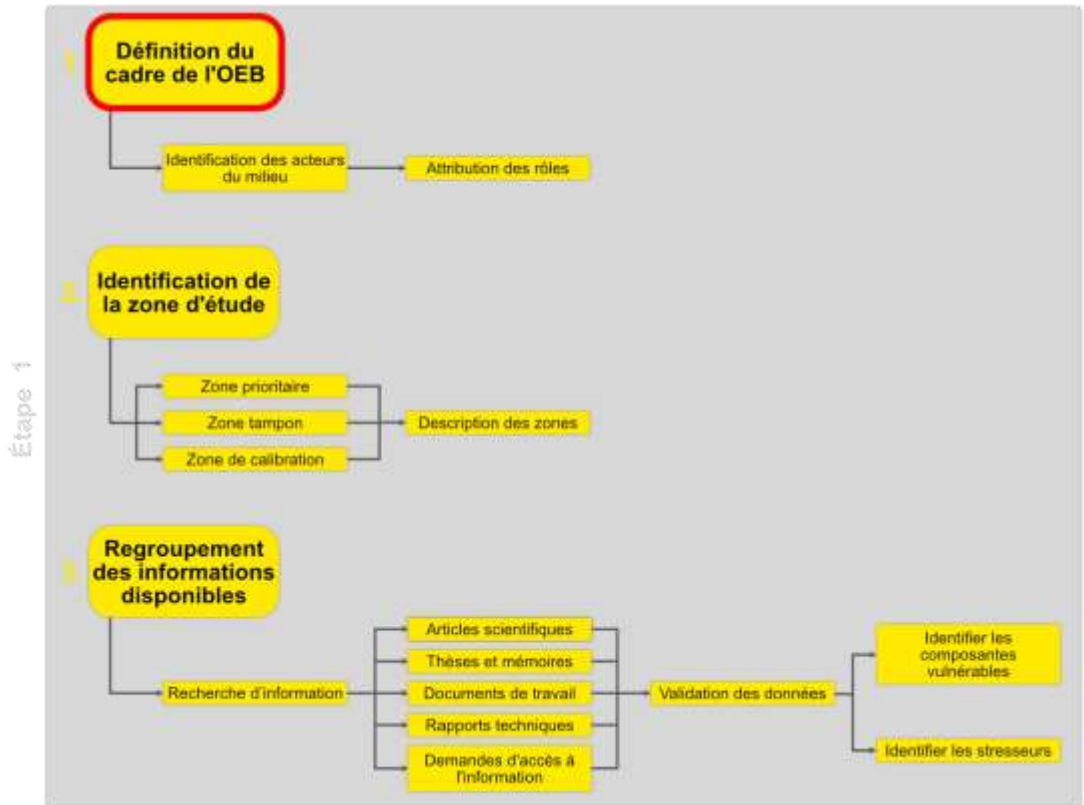 Étape 1
1
Définition du
cadre de l'OEB
Identification des acteurs
du milieu
Attribution des rôles
2
Identification de
la zone d'étude
Zone prioritaire
Zone tampon
Zone de calibration
Description des zones
3
Regroupement
des informations
disponibles
Recherche d'information
Articles scientifiques
Thèses et mémoires
Documents de travail
Rapports techniques
Demandes d'accès à
l'information
Validation des données
Identifier les
composantes
vulnérables
Identifier les stresseurs